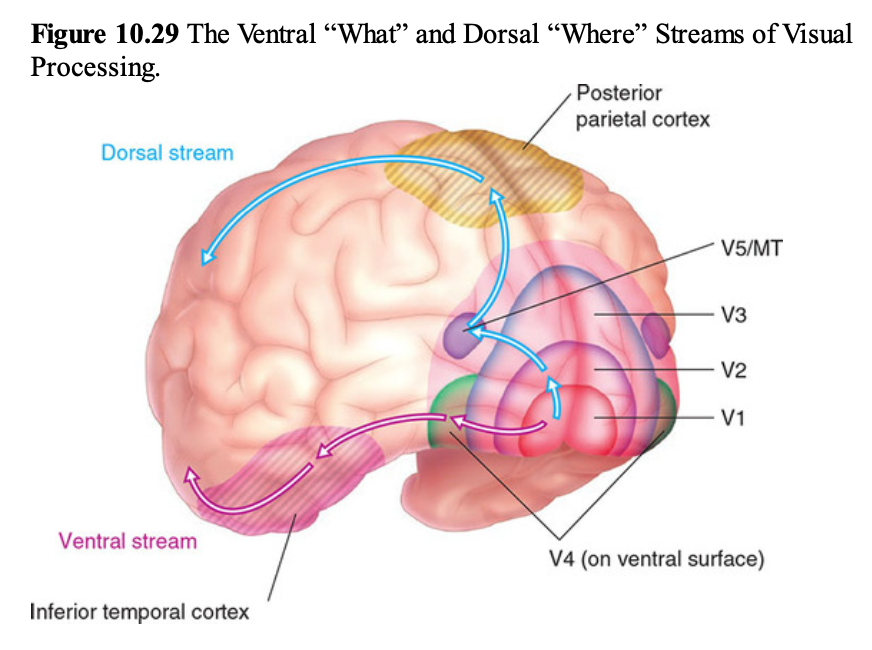 Figure 10.29 The Ventral “What” and Dorsal “Where” Streams of Visual
Processing.
Posterior
parietal cortex
Dorsal stream
V5/MT
V3
V2
V1
Ventral stream
V4 (on ventral surface)
Inferior temporal cortex